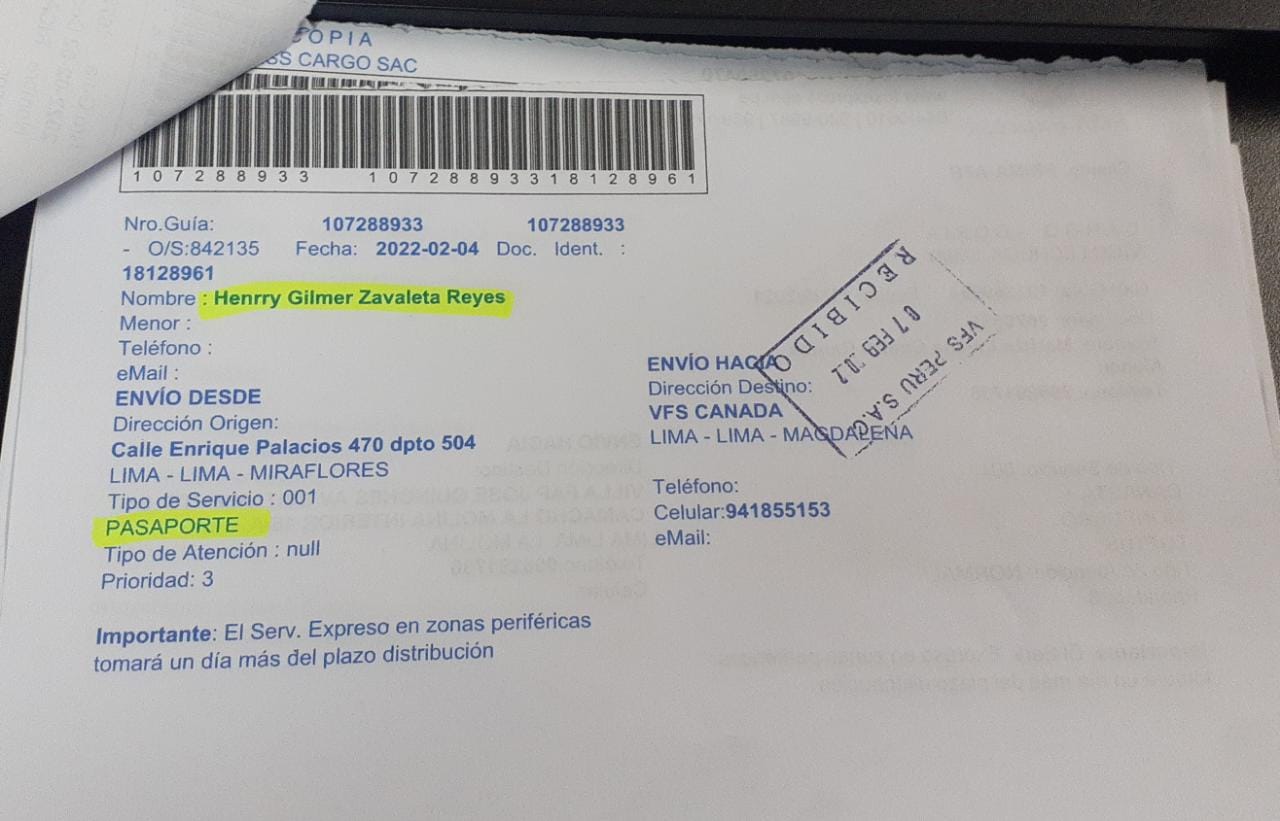 COPIA
SS CARGO SAC
107288933 10728893318128961
Nro.Guía: 107288933 107288933
- O/S:842135 Fecha: 2022-02-04 Doc. Ident. :
18128961
Nombre : Henrry Gilmer Zavaleta Reyes
Menor :
Teléfono :
eMail :
ENVÍO DESDE
Dirección Origen:
Calle Enrique Palacios 470 dpto 504
LIMA - LIMA - MIRAFLORES
Tipo de Servicio : 001
PASAPORTE
Tipo de Atención : null
Prioridad: 3
ENVÍO HACIA
Dirección Destino:
VFS CANADA
LIMA - LIMA - MAGDALENA
Teléfono:
Celular:941855153
eMail:
RECIBIDO
07 FEB
VFS PERU S.A.C.
Importante: El Serv. Expreso en zonas periféricas
tomará un día más del plazo distribución